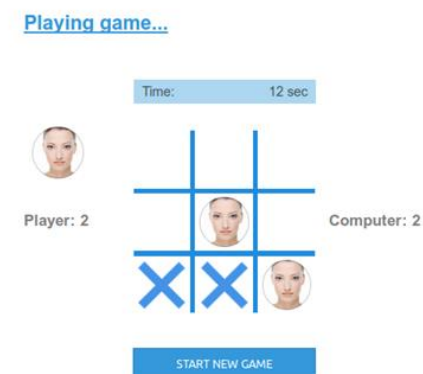 Playing game...
Time: 12 sec
Player: 2
Computer: 2
START NEW GAME